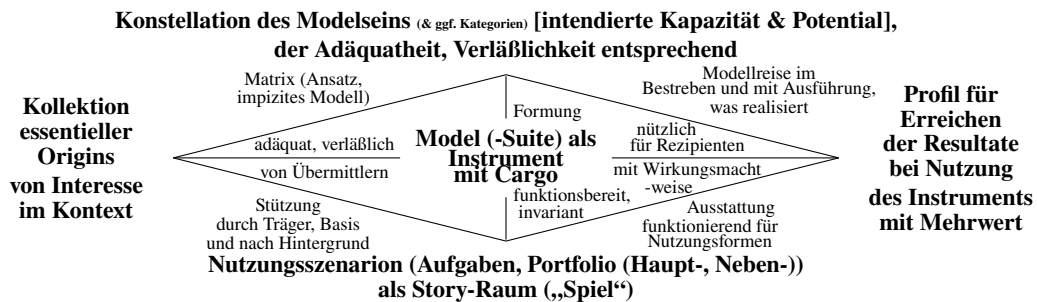 Konstellation des Modelseins (& ggf. Kategorien) [intendierte Kapazität & Potential],
der Adäquatheit, Verläßlichkeit entsprechend
Matrix (Ansatz,
impizites Modell)
Modellreise im
Bestreben und mit Ausführung,
was realisiert
Kollektion
essentieller
Origins
von Interesse
im Kontext
Formung
adäquat, verläßlich
von Übermittlern
Model (-Suite) als
Instrument
mit Cargo
nützlich
für Rezipienten
mit Wirkungsmacht
-weise
Profil für
Erreichen
der Resultate
bei Nutzung
des Instruments
mit Mehrwert
Stützung
durch Träger, Basis
und nach Hintergrund
funktionsbereit,
invariant
Ausstattung
funktionierend für
Nutzungsformen
Nutzungsszenarion (Aufgaben, Portfolio (Haupt-, Neben-))
als Story-Raum („Spiel“)